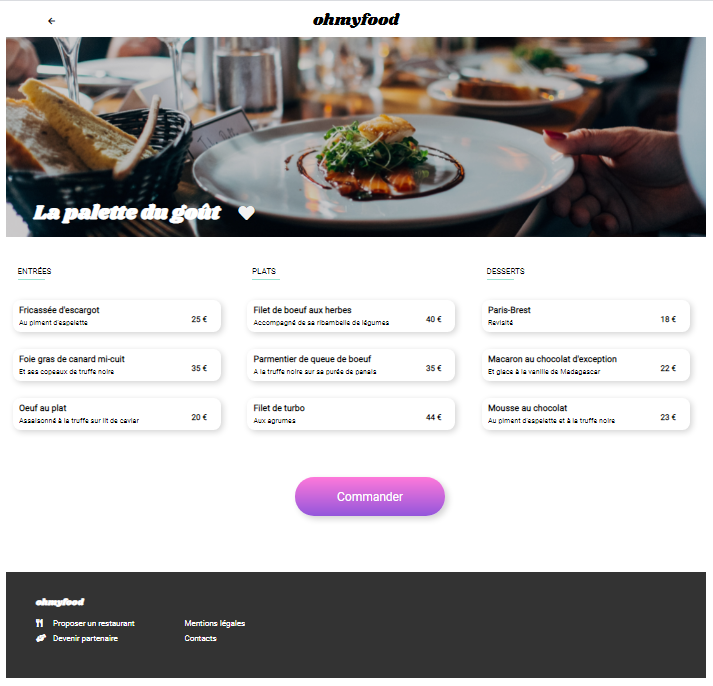 ohmyfood
La palette du goût
ENTRÉES
Fricassée d'escargot
Au piment d'espelette
25 €
Foie gras de canard mi-cuit
Et ses copeaux de truffe noire
35 €
Oeuf au plat
Assaisonné à la truffe sur lit de caviar
20 €
PLATS
Filet de boeuf aux herbes
Accompagné de sa ribambelle de légumes
40 €
Parmentier de queue de boeuf
A la truffe noire sur sa purée de panais
35 €
Filet de turbo
Aux agrumes
44 €
DESSERTS
Paris-Brest
Revisité
18 €
Macaron au chocolat d'exception
Et glace à la vanille de Madagascar
22 €
Mousse au chocolat
Au piment d'espelette et à la truffe noire
23 €
Commander
ohmyfood
Proposer un restaurant
Devenir partenaire
Mentions légales
Contacts